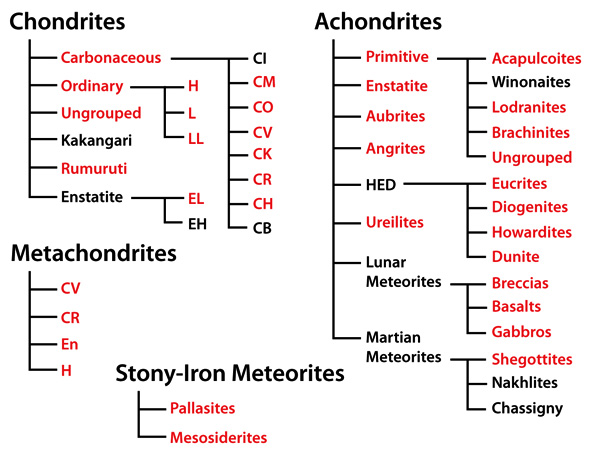 Chondrites
Carbonaceous
Ordinary
Ungrouped
Kakangari
Rumuruti
Enstatite
H
L
LL
EL
EH
CI
CM
CO
CV
CK
CR
CH
CB
Metachondrites
CV
CR
En
H
Stony-Iron Meteorites
Pallasites
Mesosiderites
Achondrites
Primitive
Enstatite
Aubrites
Angrites
HED
Ureilites
Lunar
Meteorites
Martian
Meteorites
Acapulcoites
Winonaites
Lodranites
Brachinites
Ungrouped
Eucrites
Diogenites
Howardites
Dunite
Breccias
Basalts
Gabbros
Shegottites
Nakhlites
Chassigny